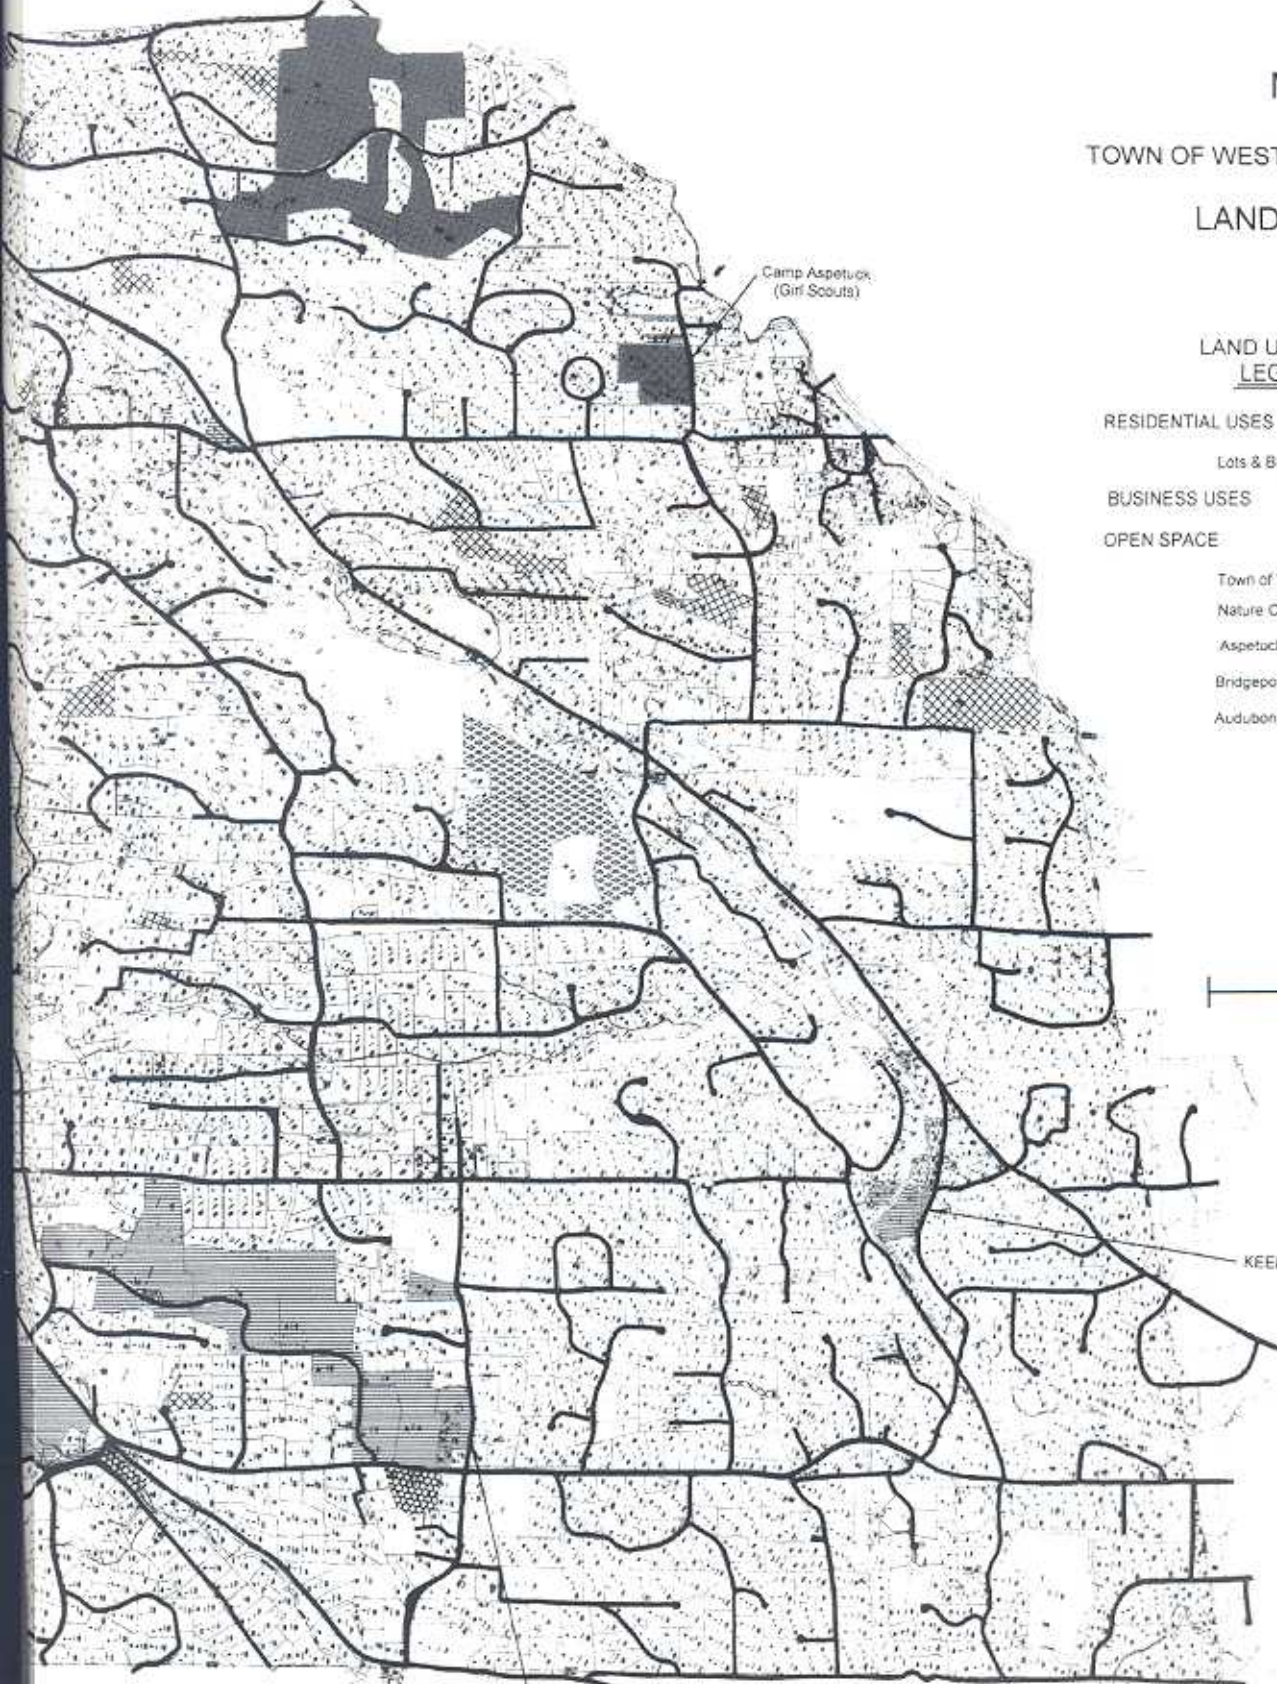 TOWN OF WEST
LAND
Camp Aspetuck
(Girl Scouts)
LAND U
LEG
RESIDENTIAL USES
Lots & B
BUSINESS USES
OPEN SPACE
Town of
Nature C
Aspetuck
Bridgepo
Audubon
KEE